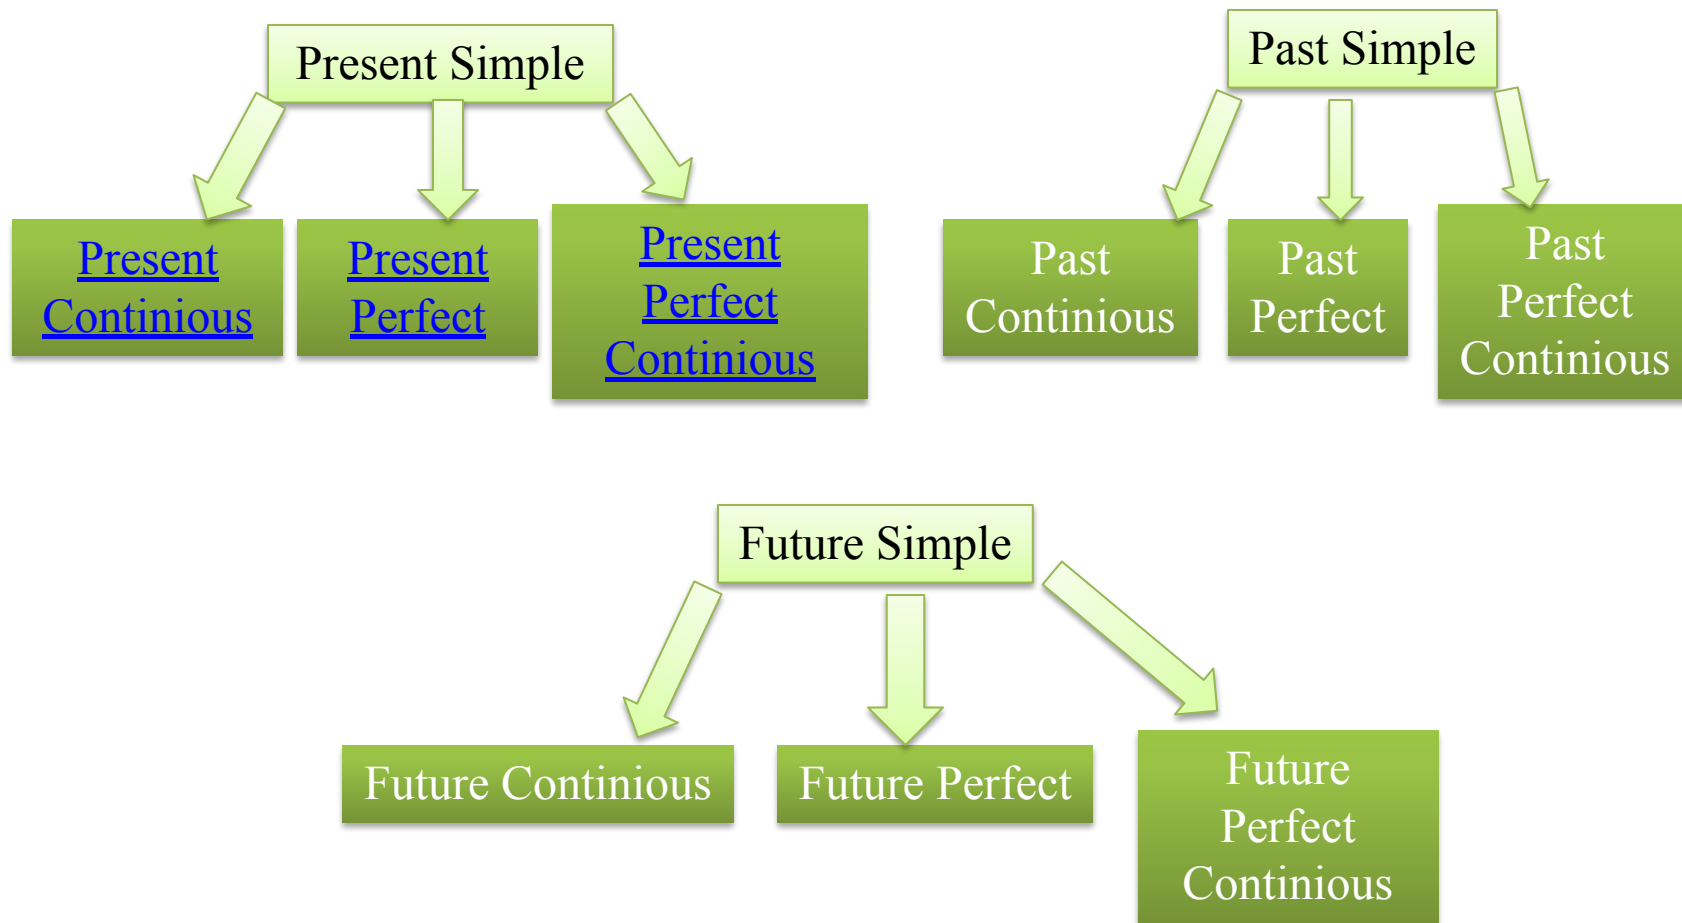 Present Simple
Present
Continious
Present
Perfect
Present
Perfect
Continious
Past Simple
Past
Continious
Past
Perfect
Past
Perfect
Continious
Future Simple
Future Continious
Future Perfect
Future
Perfect
Continious